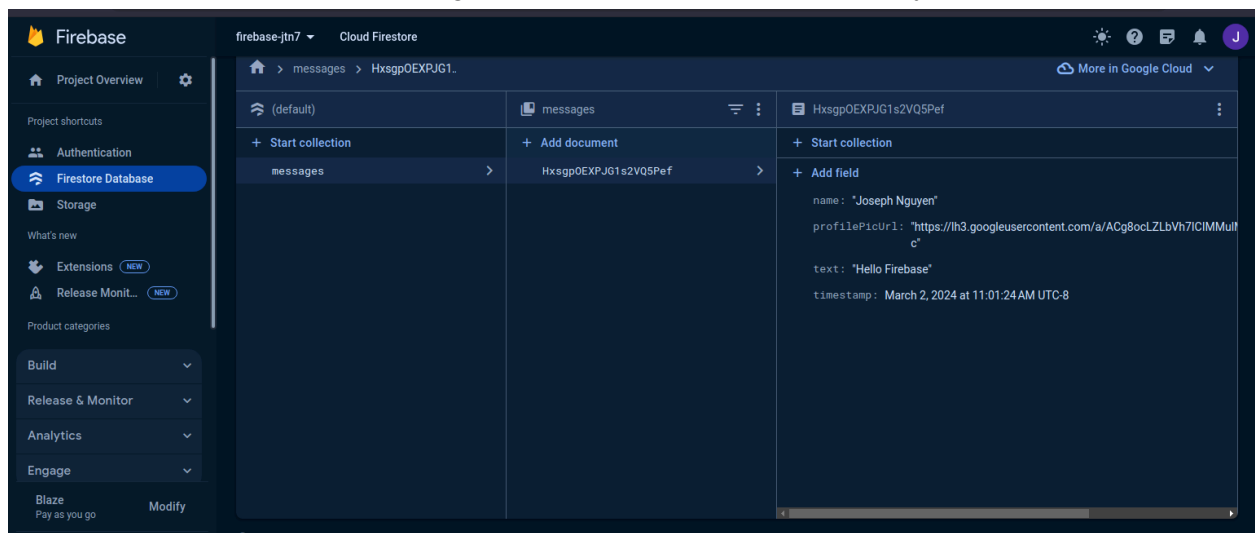 Firebase
firebase-jtn7 Cloud Firestore
J
Project Overview
Project shortcuts
Authentication
Firestore Database
Storage
What's new
Extensions NEW
Release Monit... NEW
Product categories
Build
Release & Monitor
Analytics
Engage
Blaze
Pay as you go
Modify
> messages > HxsgpOEXPJG1..
More in Google Cloud
(default)
+ Start collection
messages
messages
+ Add document
HxsgpOEXPJG1s2VQ5Pef
HxsgpOEXPJG1s2VQ5Pef
+ Start collection
+ Add field
name: "Joseph Nguyen"
profilePicUrl: "https://lh3.googleusercontent.com/a/ACg8ocLZLbVh7ICIMMulM
c"
text: "Hello Firebase"
timestamp: March 2, 2024 at 11:01:24 AM UTC-8